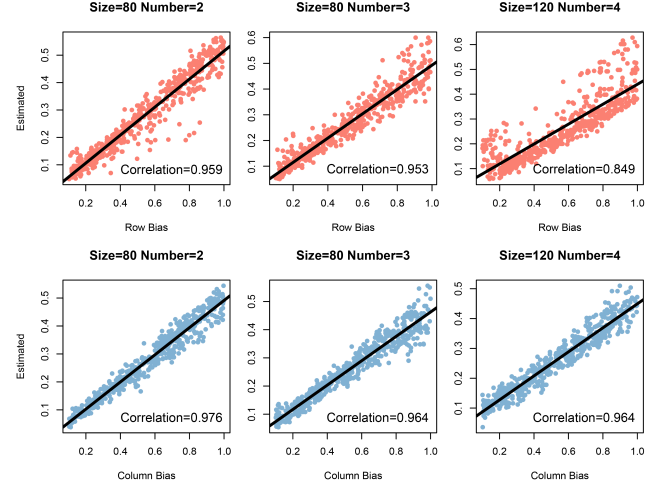 Size=80 Number=2 Size=80 Number=3 Size=120 Number=4
Estimated
0.1 0.2 0.3 0.4 0.5
0.1 0.2 0.3 0.4 0.5 0.6
0.1 0.2 0.3 0.4 0.5 0.6
Correlation=0.959 Correlation=0.953 Correlation=0.849
0.2 0.4 0.6 0.8 1.0 0.2 0.4 0.6 0.8 1.0 0.2 0.4 0.6 0.8 1.0
Row Bias Row Bias Row Bias
Size=80 Number=2 Size=80 Number=3 Size=120 Number=4
Estimated
0.1 0.2 0.3 0.4 0.5
0.1 0.2 0.3 0.4 0.5
0.1 0.2 0.3 0.4 0.5
Correlation=0.976 Correlation=0.964 Correlation=0.964
0.2 0.4 0.6 0.8 1.0 0.2 0.4 0.6 0.8 1.0 0.2 0.4 0.6 0.8 1.0
Column Bias Column Bias Column Bias